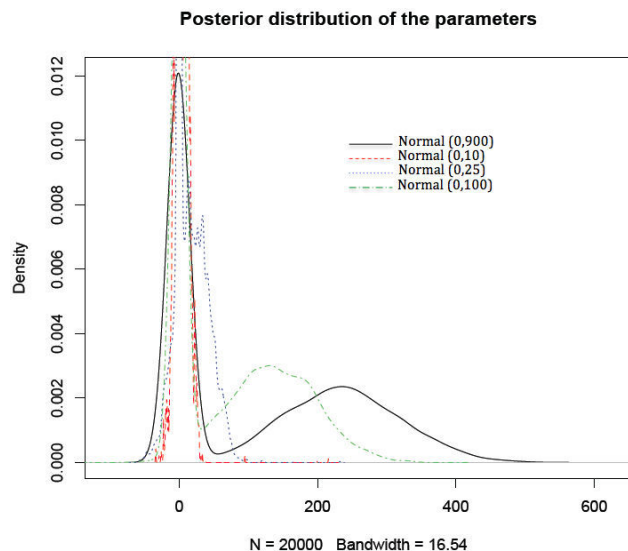 Posterior distribution of the parameters
0.012
0.010
0.008
0.006
0.004
0.002
0.000
Density
Normal (0,900)
Normal (0,10)
Normal (0,25)
Normal (0,100)
0 200 400 600
N = 20000 Bandwidth = 16.54